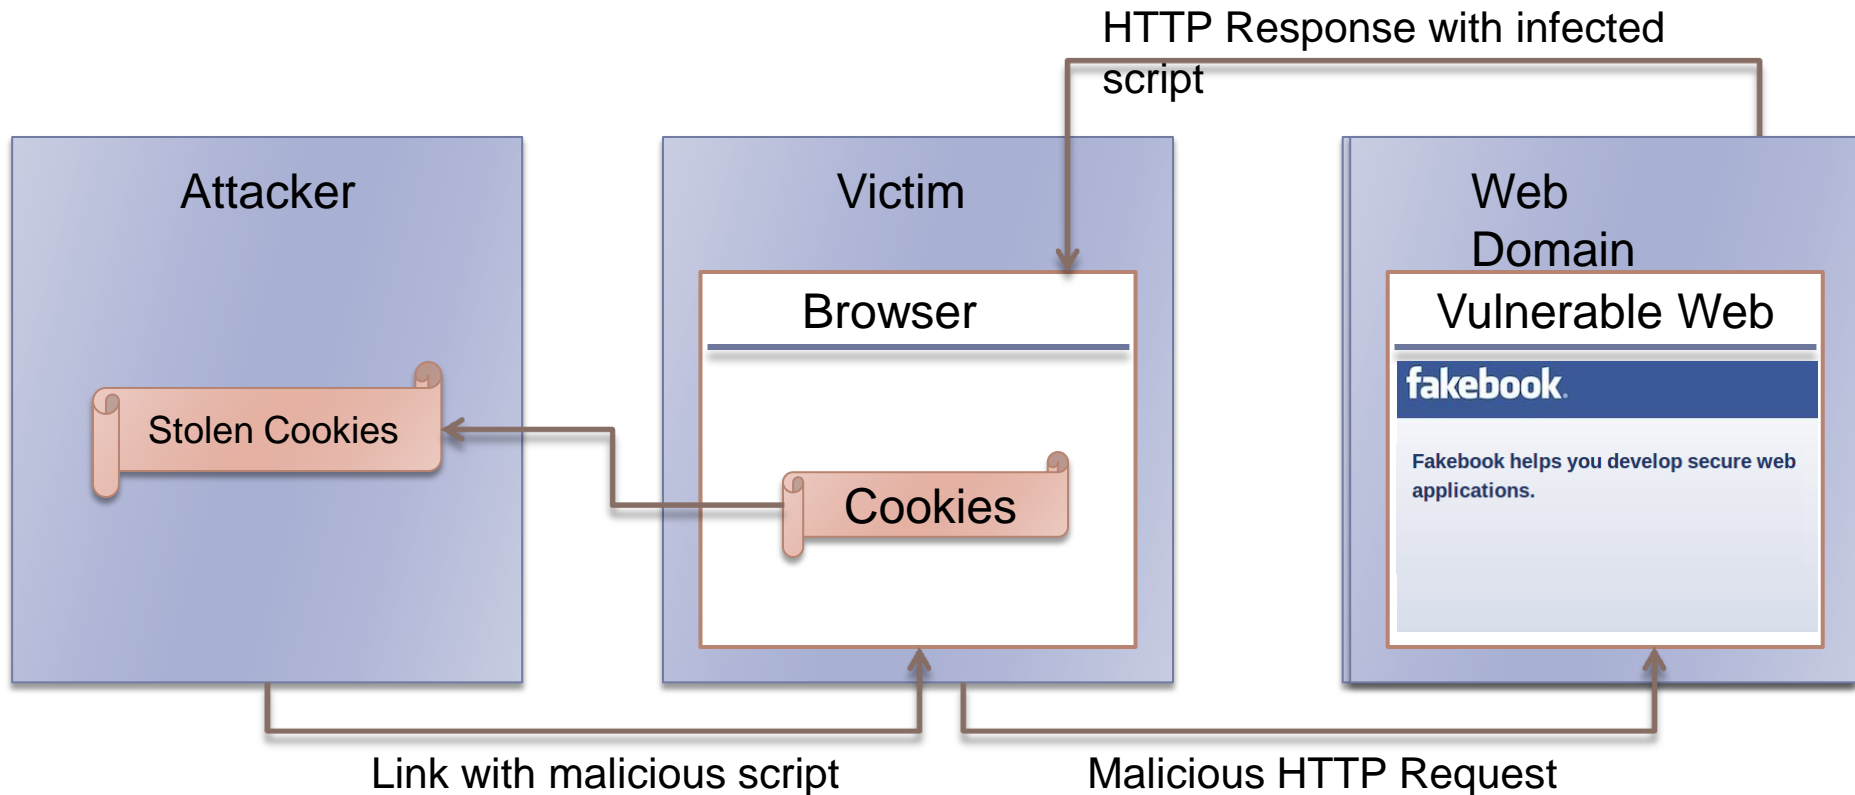 HTTP Response with infected
script
Attacker
Victim
Web
Domain
Browser
Vulnerable Web
fakebook.
Fakebook helps you develop secure web
applications.
Stolen Cookies
Cookies
Link with malicious script
Malicious HTTP Request